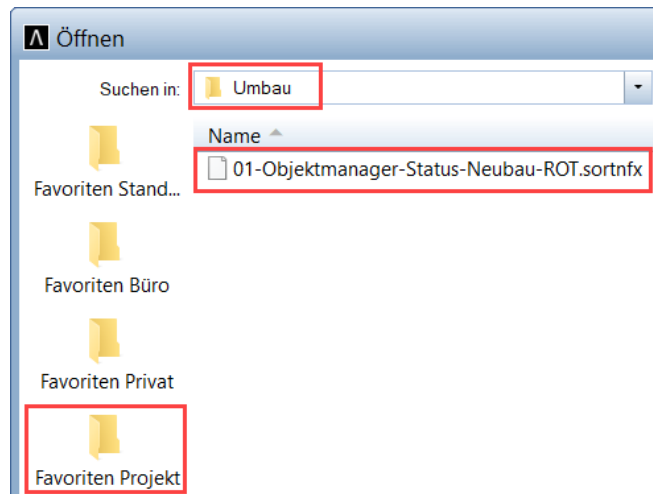 Öffnen
Suchen in:
Umbau
Name
01-Objektmanager-Status-Neubau-ROT.sortnfx
Favoriten Stand...
Favoriten Büro
Favoriten Privat
Favoriten Projekt